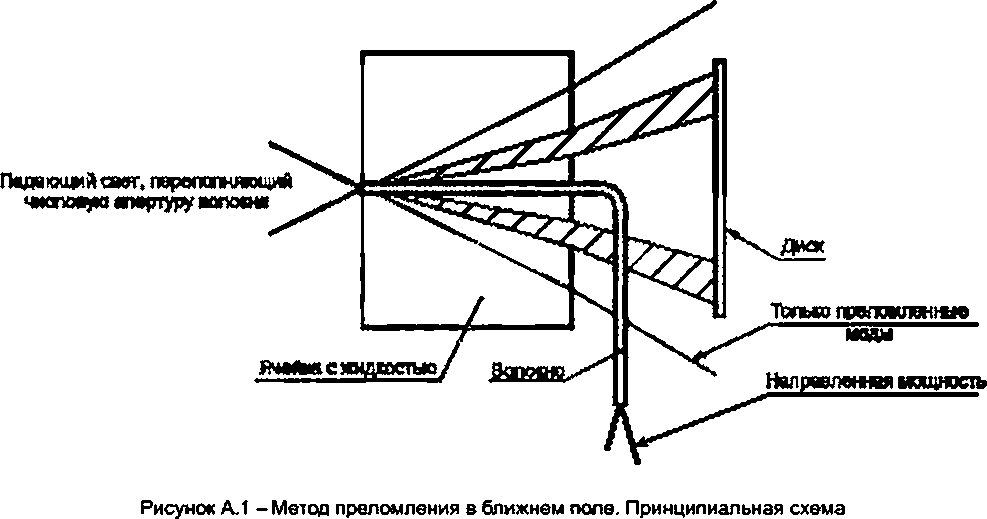 Падающий свет, переполняющий
числовую апертуру волокна
Диск
Только преломленные
моды
Ячейка с жидкостью
Волокно
Направленная мощность
Рисунок А.1 – Метод преломления в ближнем поле. Принципиальная схема